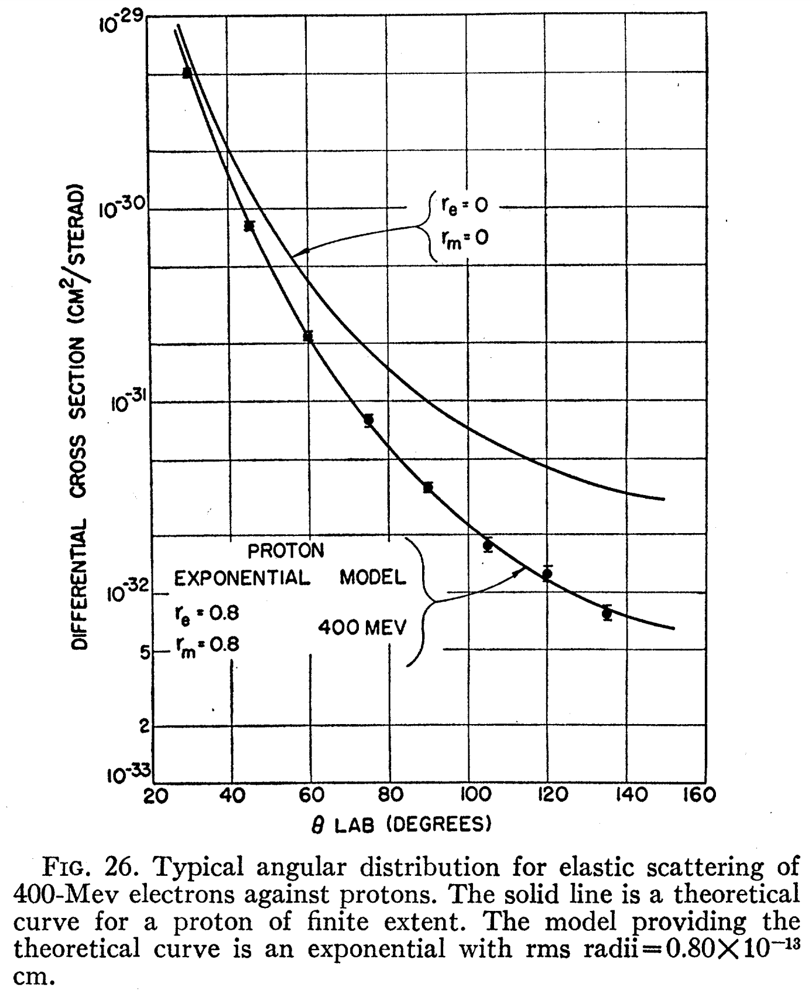 10⁻²⁹
10⁻³⁰
10⁻³¹
10⁻³²
5
2
10⁻³³
DIFFERENTIAL CROSS SECTION (CM²/STERAD)
rₑ = 0
rₘ = 0
PROTON
EXPONENTIAL MODEL
rₑ = 0.8
400 MEV
rₘ = 0.8
20 40 60 80 100 120 140 160
θ LAB (DEGREES)
FIG. 26. Typical angular distribution for elastic scattering of
400-Mev electrons against protons. The solid line is a theoretical
curve for a proton of finite extent. The model providing the
theoretical curve is an exponential with rms radii=0.80×10⁻¹³
cm.